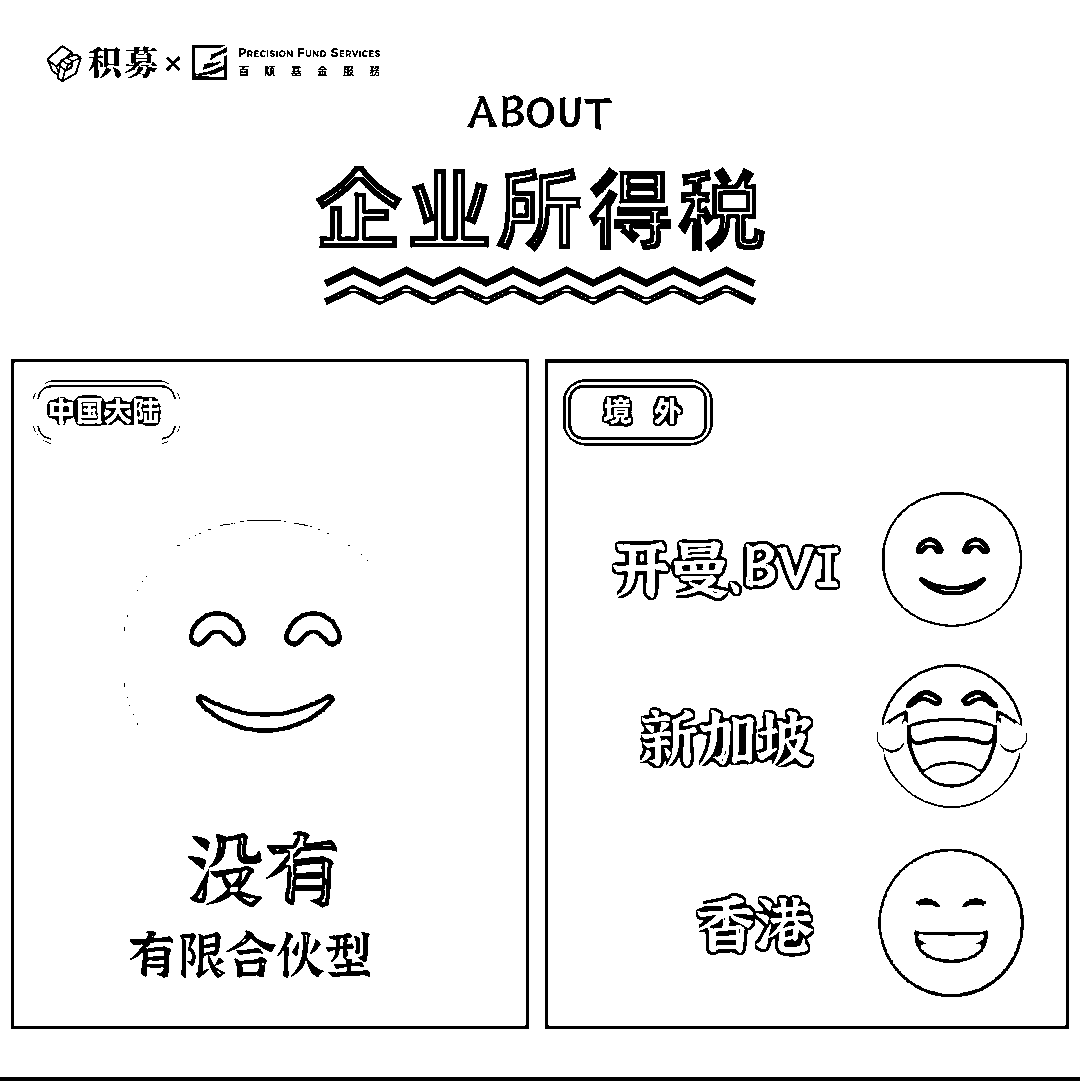 积募×PRECISION FUND SERVICES
百顺基金服務
ABOUT
企业所得税
中国大陆
没有
有限合伙型
境外
开曼、BVI
新加坡
香港